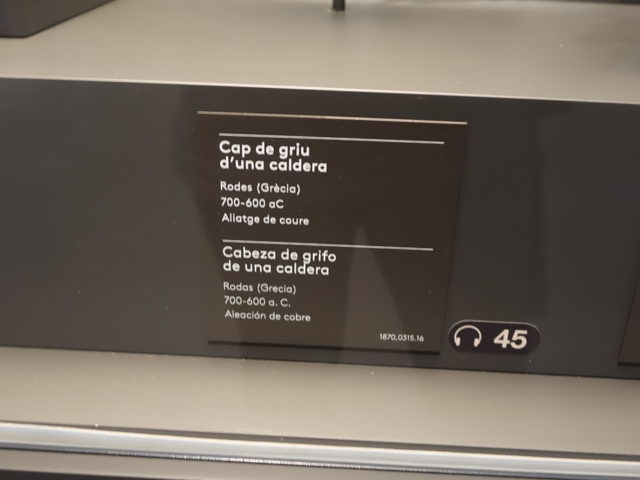 Cap de griu
d'una caldera
Rodes (Grècia)
700-600 aC
Aliatge de coure
Cabeza de grifo
de una caldera
Rodas (Grecia)
700-600 a. C.
Aleación de cobre
1870,0315.16
45